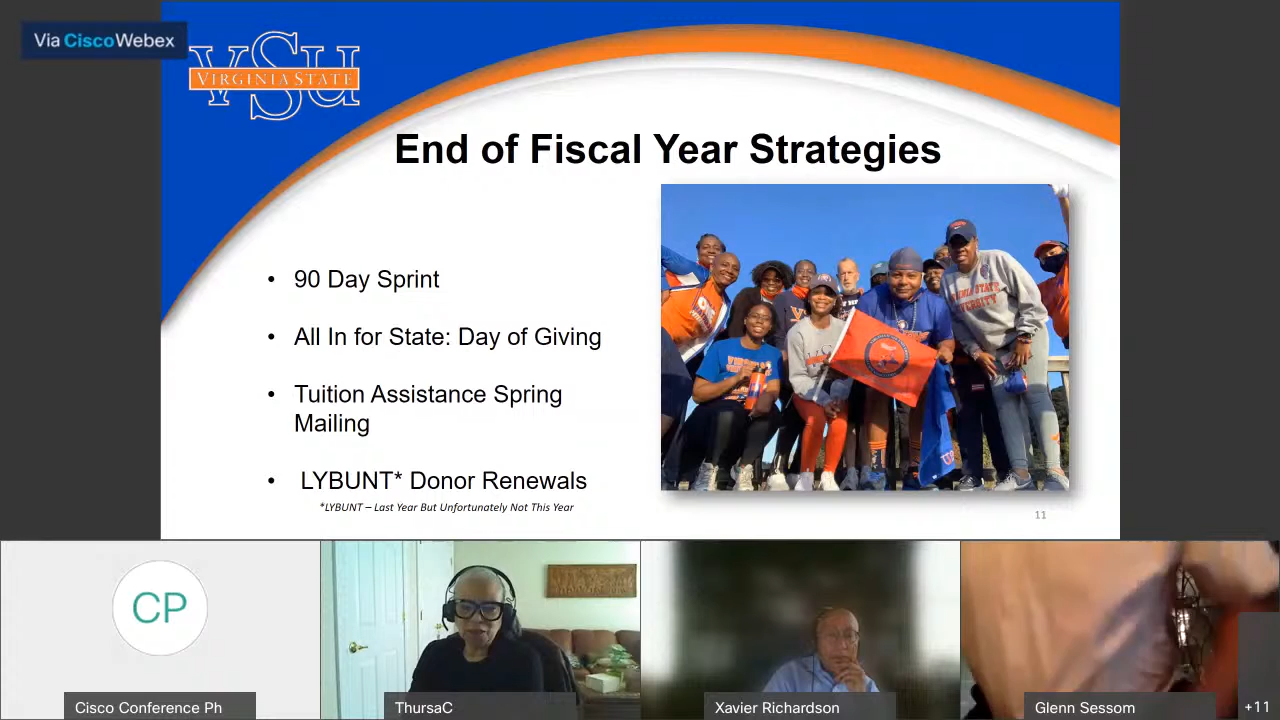 Via CiscoWebex
VSU
VIRGINIA STATE
End of Fiscal Year Strategies
• 90 Day Sprint
• All In for State: Day of Giving
• Tuition Assistance Spring
Mailing
• LYBUNT* Donor Renewals
*LYBUNT – Last Year But Unfortunately Not This Year
11
CP
Cisco Conference Ph
ThursaC
Xavier Richardson
Glenn Sessom
+11